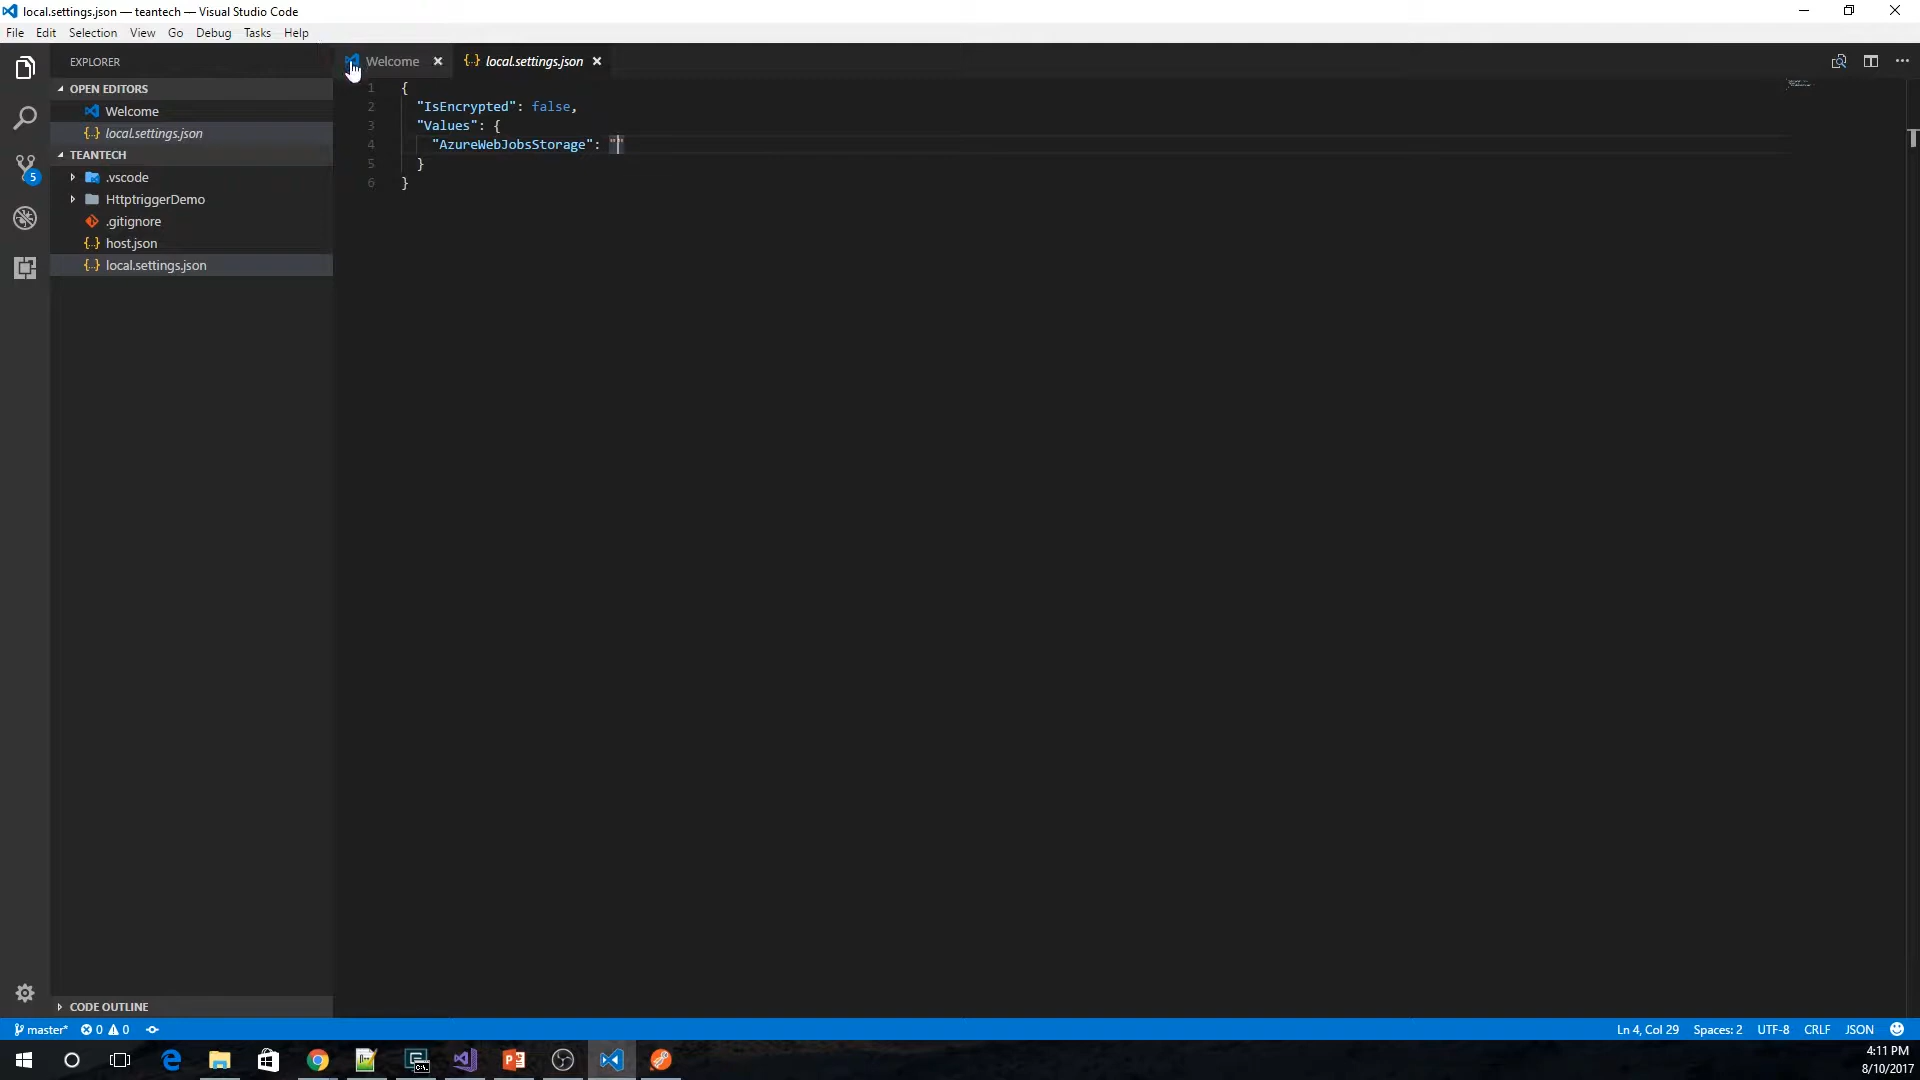 local.settings.json — teantech — Visual Studio Code
File Edit Selection View Go Debug Tasks Help
EXPLORER
Welcome
local.settings.json
OPEN EDITORS
Welcome
local.settings.json
TEANTECH
.vscode
HttptriggerDemo
.gitignore
host.json
local.settings.json
5
1 {
2 "IsEncrypted": false,
3 "Values": {
4 "AzureWebJobsStorage": ""
5 }
6 }
CODE OUTLINE
master* 0 0
Ln 4, Col 29 Spaces: 2 UTF-8 CRLF JSON
4:11 PM
8/10/2017